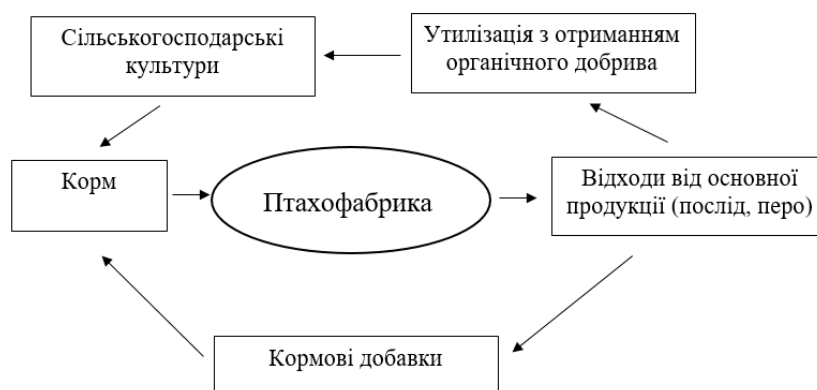 Сільськогосподарські
культури
Утилізація з отриманням
органічного добрива
Корм
Птахофабрика
Відходи від основної
продукції (послід, перо)
Кормові добавки